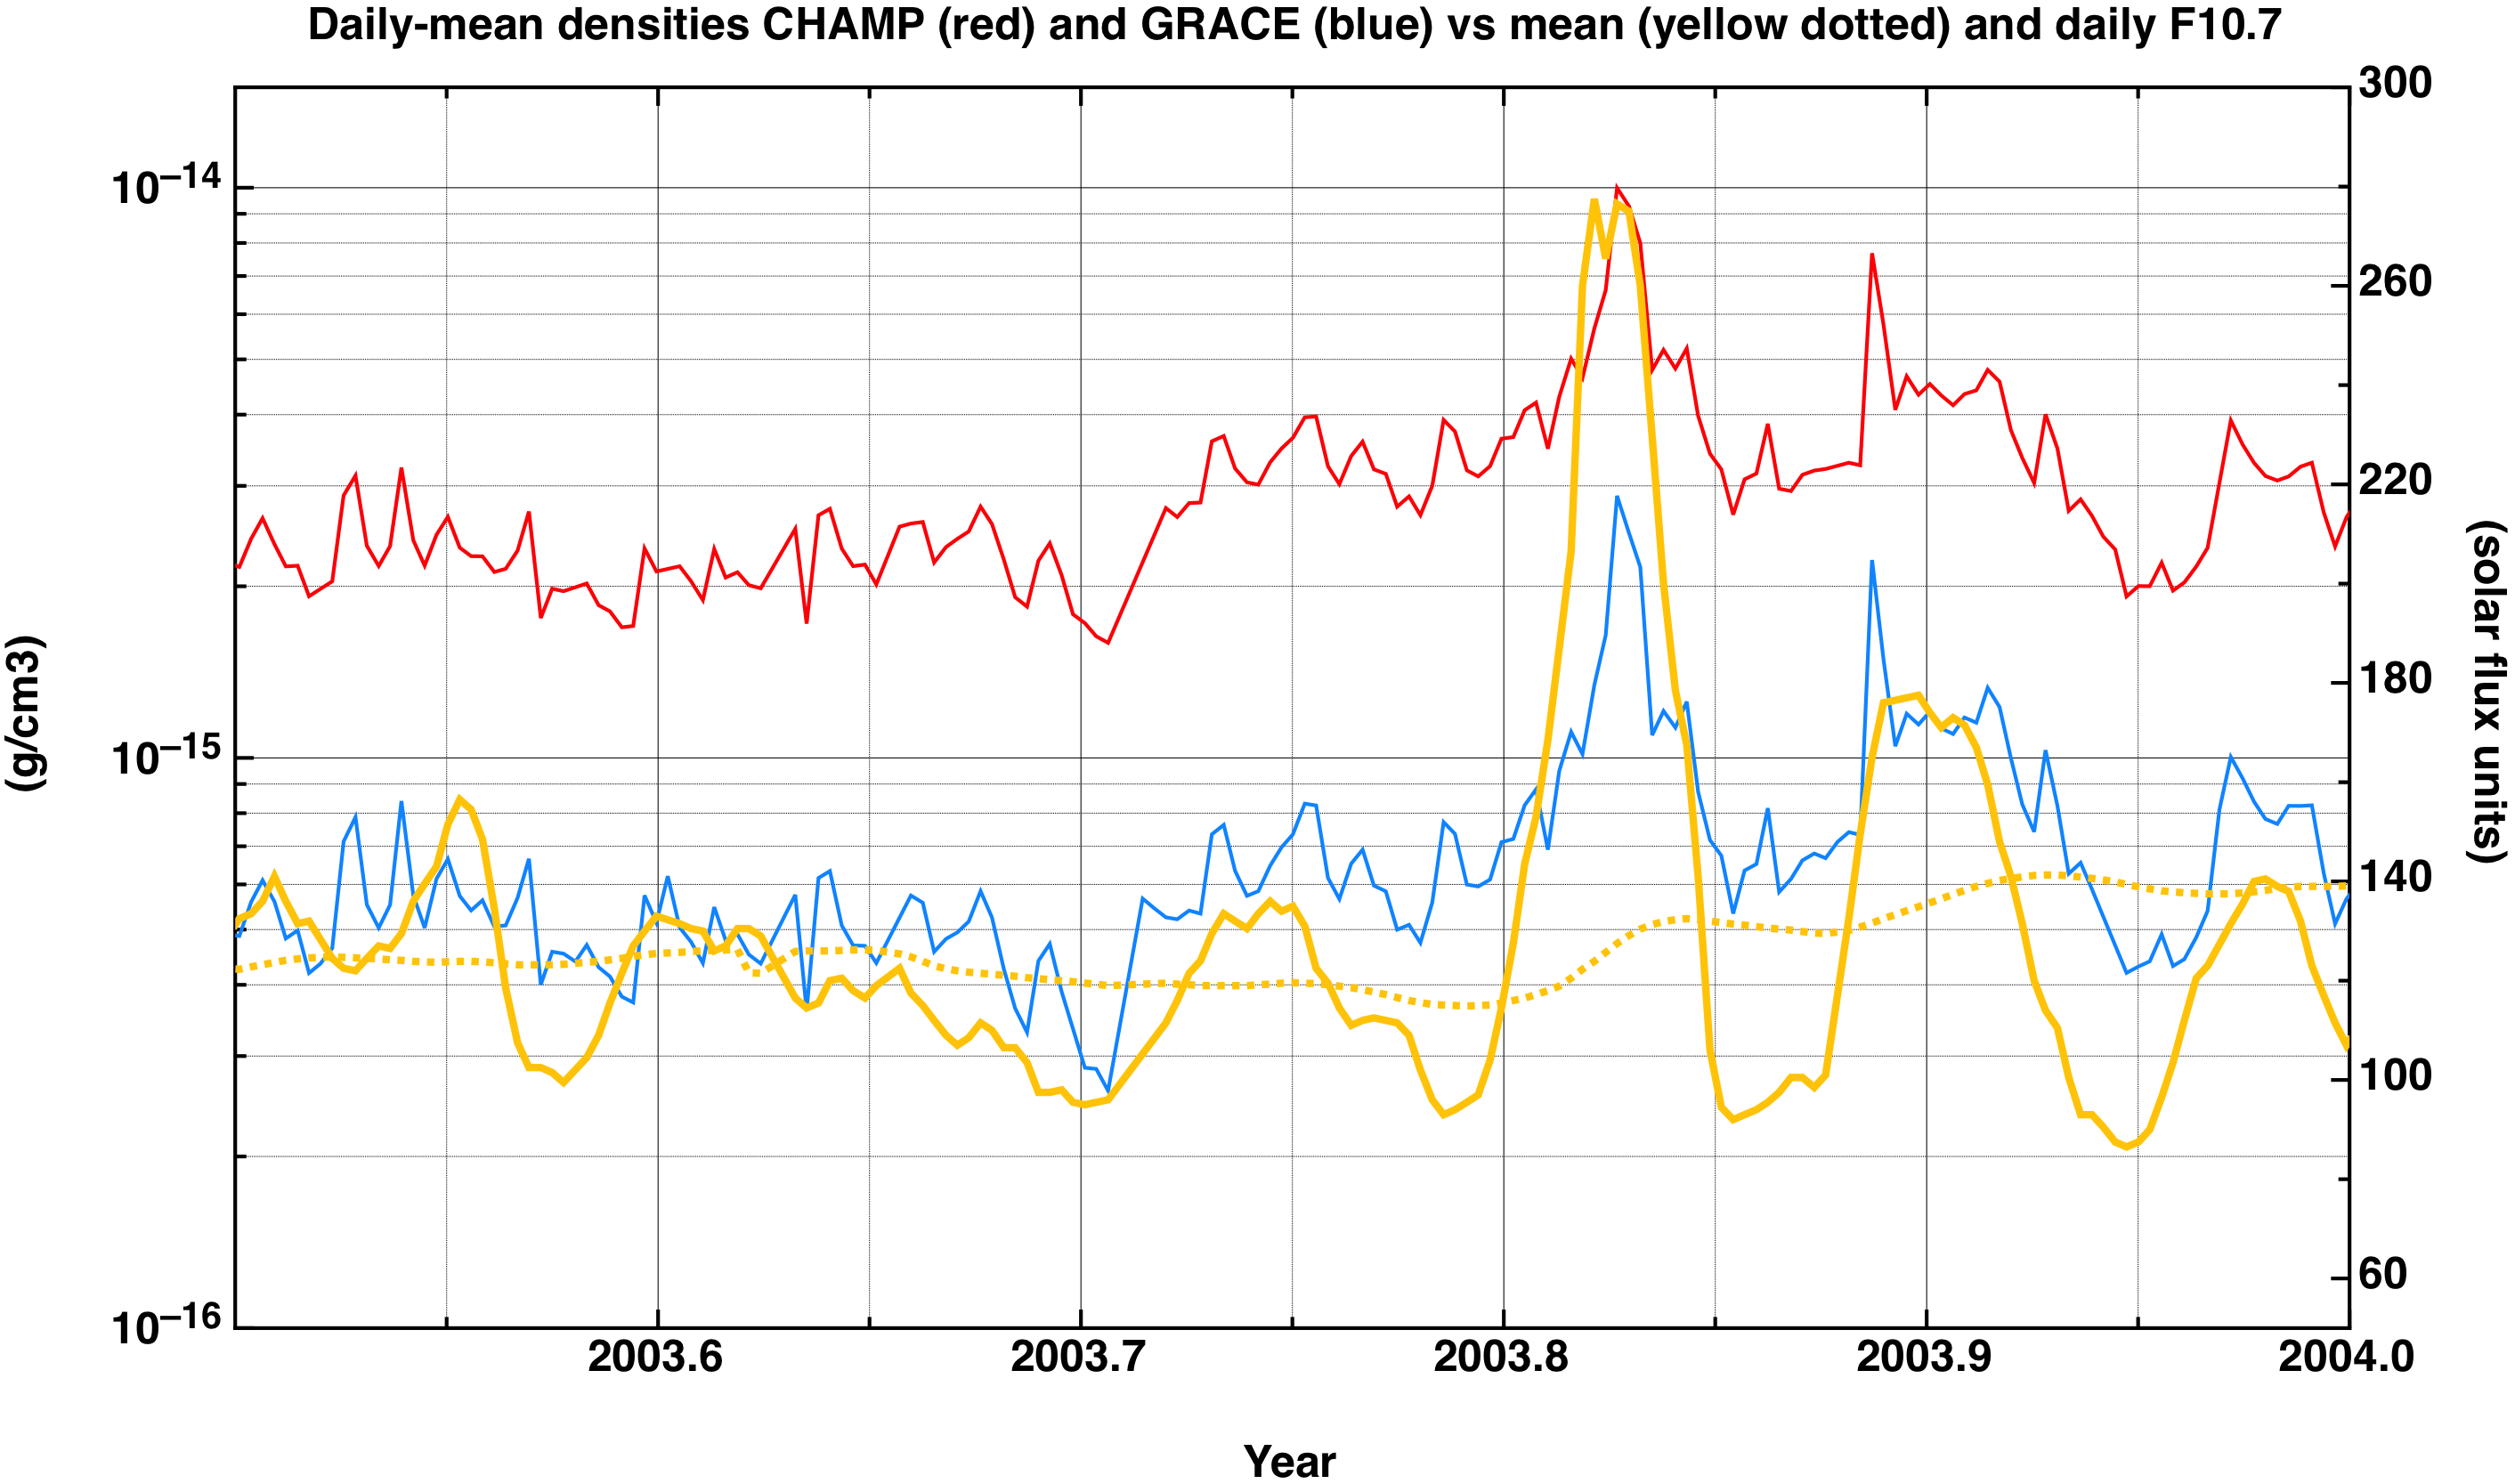 Daily-mean densities CHAMP (red) and GRACE (blue) vs mean (yellow dotted) and daily F10.7
10−14
10−15
10−16
(g/cm3)
300
260
220
180
140
100
60
(solar flux units)
2003.6 2003.7 2003.8 2003.9 2004.0
Year